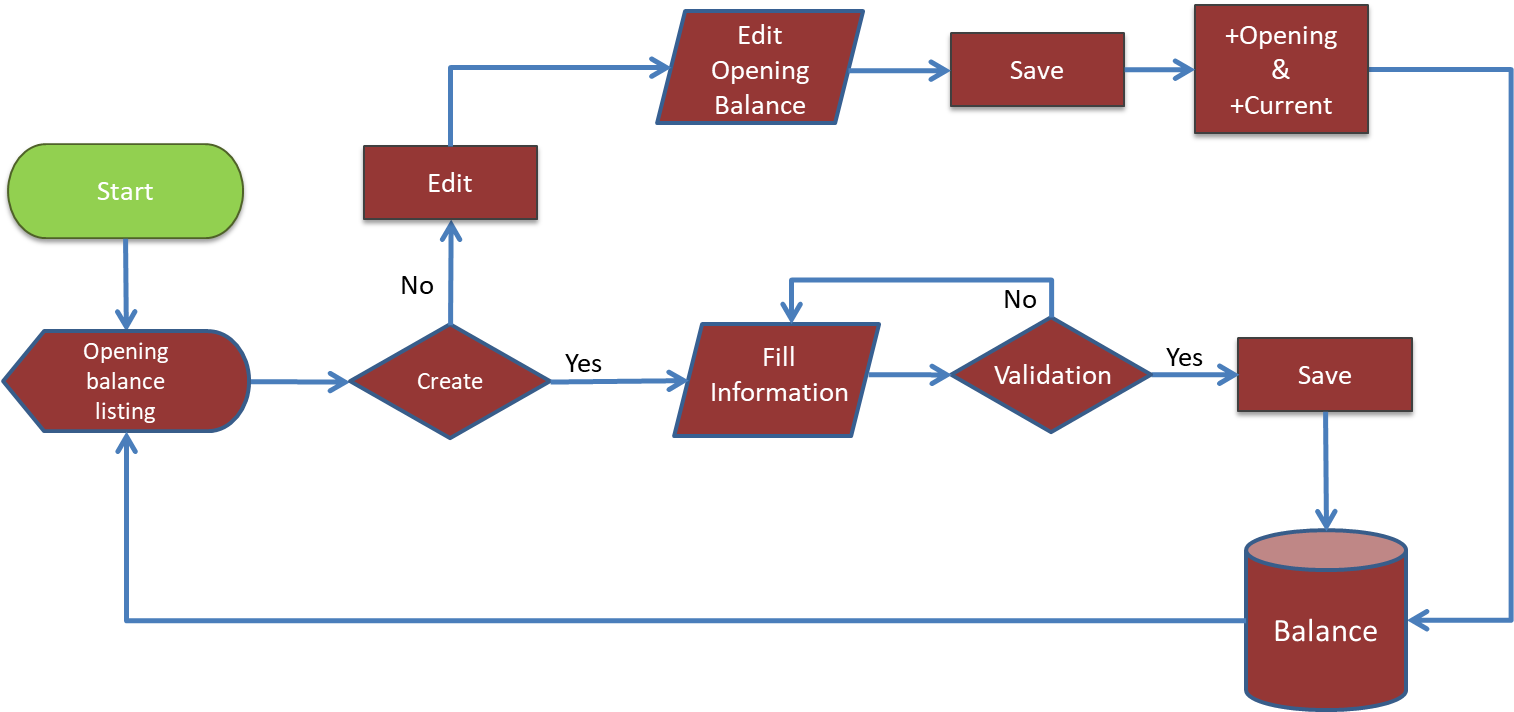 Edit
Opening
Balance
Save
+Opening
&
+Current
Start
Edit
No
No
Opening
balance
listing
Create
Yes
Fill
Information
Validation
Yes
Save
Balance